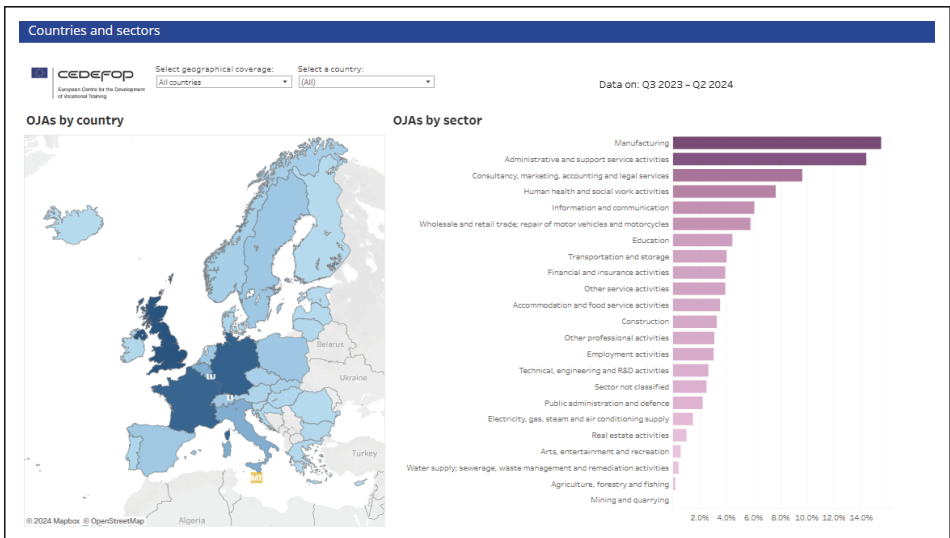 Countries and sectors
CEDEFOP
European Centre for the Development
of Vocational Training
Select geographical coverage:
All countries
Select a country:
(All)
Data on: Q3 2023 – Q2 2024
OJAs by country
Belarus
Ukraine
LU
LI
Turkey
MT
Algeria
© 2024 Mapbox © OpenStreetMap
OJAs by sector
Manufacturing
Administrative and support service activities
Consultancy, marketing, accounting and legal services
Human health and social work activities
Information and communication
Wholesale and retail trade; repair of motor vehicles and motorcycles
Education
Transportation and storage
Financial and insurance activities
Other service activities
Accommodation and food service activities
Construction
Other professional activities
Employment activities
Technical, engineering and R&D activities
Sector not classified
Public administration and defence
Electricity, gas, steam and air conditioning supply
Real estate activities
Arts, entertainment and recreation
Water supply; sewerage, waste management and remediation activities
Agriculture, forestry and fishing
Mining and quarrying
2.0% 4.0% 6.0% 8.0% 10.0% 12.0% 14.0%